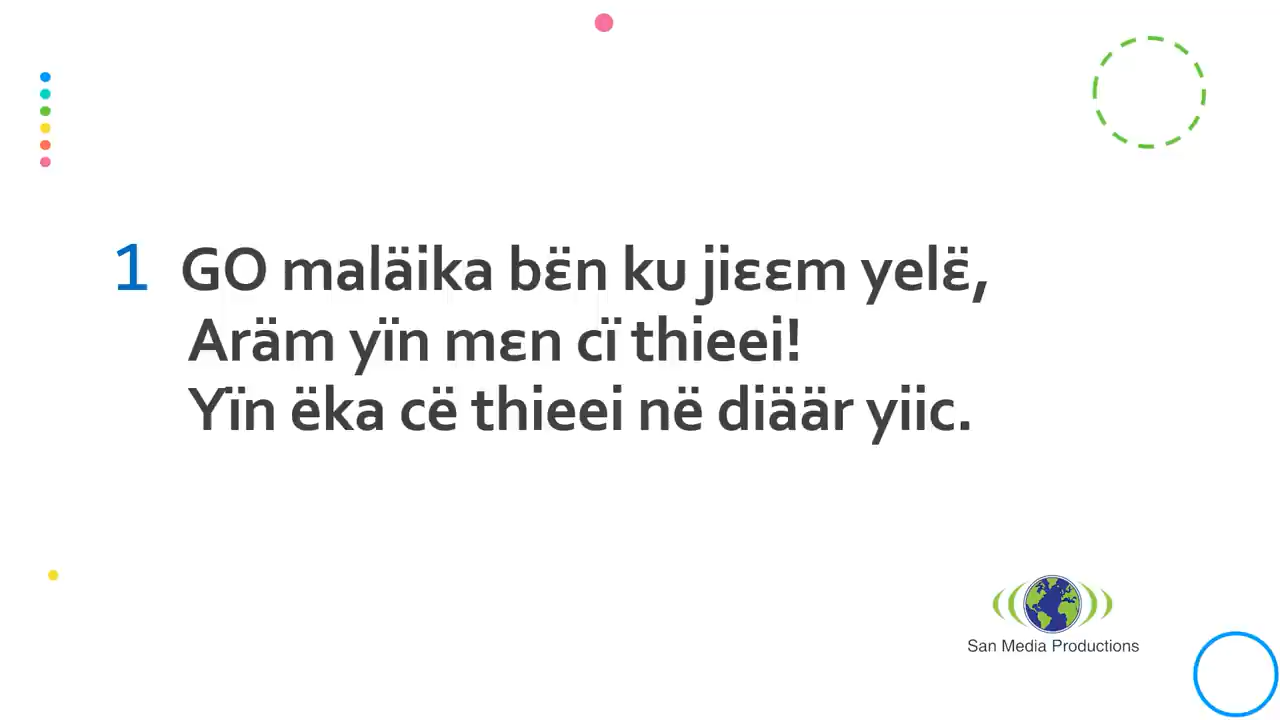 1 GO maläika bɛ̈n ku jiɛɛm yelɛ̈,
Aräm yïn mɛn cï thieei!
Yïn ëka cë thieei në diäär yiic.
San Media Productions